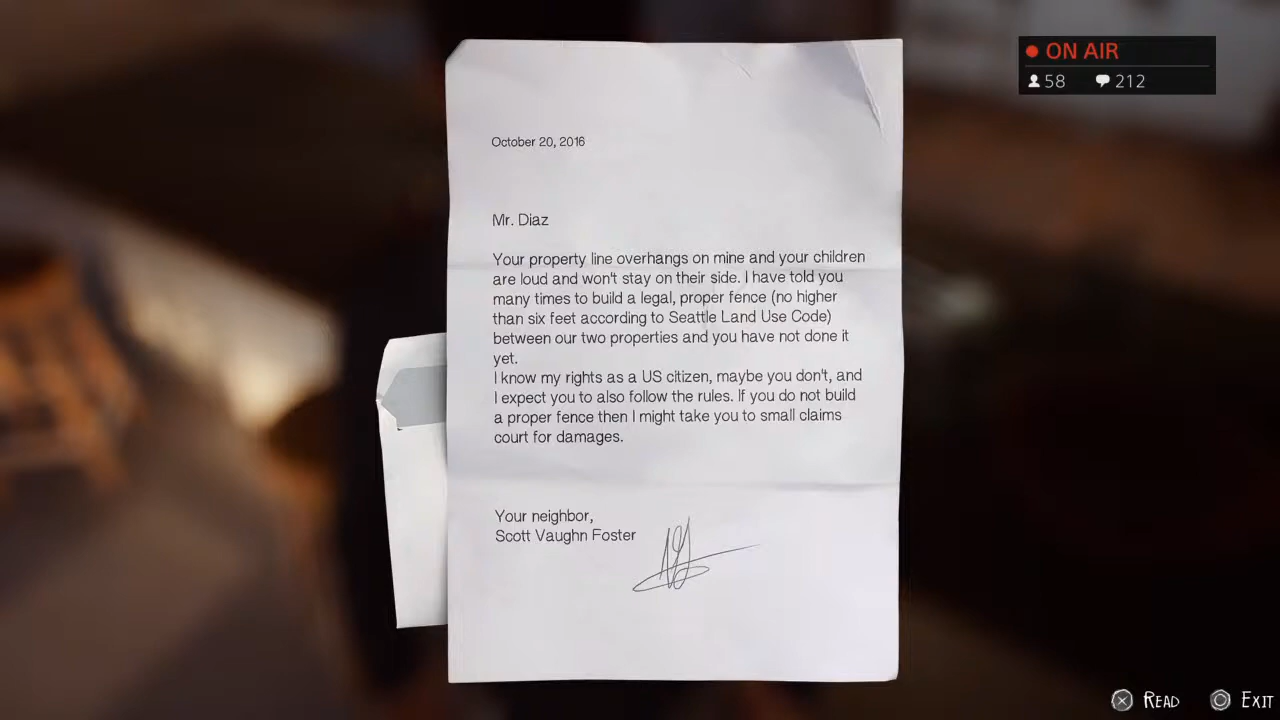 ON AIR
58 212
October 20, 2016
Mr. Diaz
Your property line overhangs on mine and your children
are loud and won't stay on their side. I have told you
many times to build a legal, proper fence (no higher
than six feet according to Seattle Land Use Code)
between our two properties and you have not done it
yet.
I know my rights as a US citizen, maybe you don't, and
I expect you to also follow the rules. If you do not build
a proper fence then I might take you to small claims
court for damages.
Your neighbor,
Scott Vaughn Foster
READ EXIT